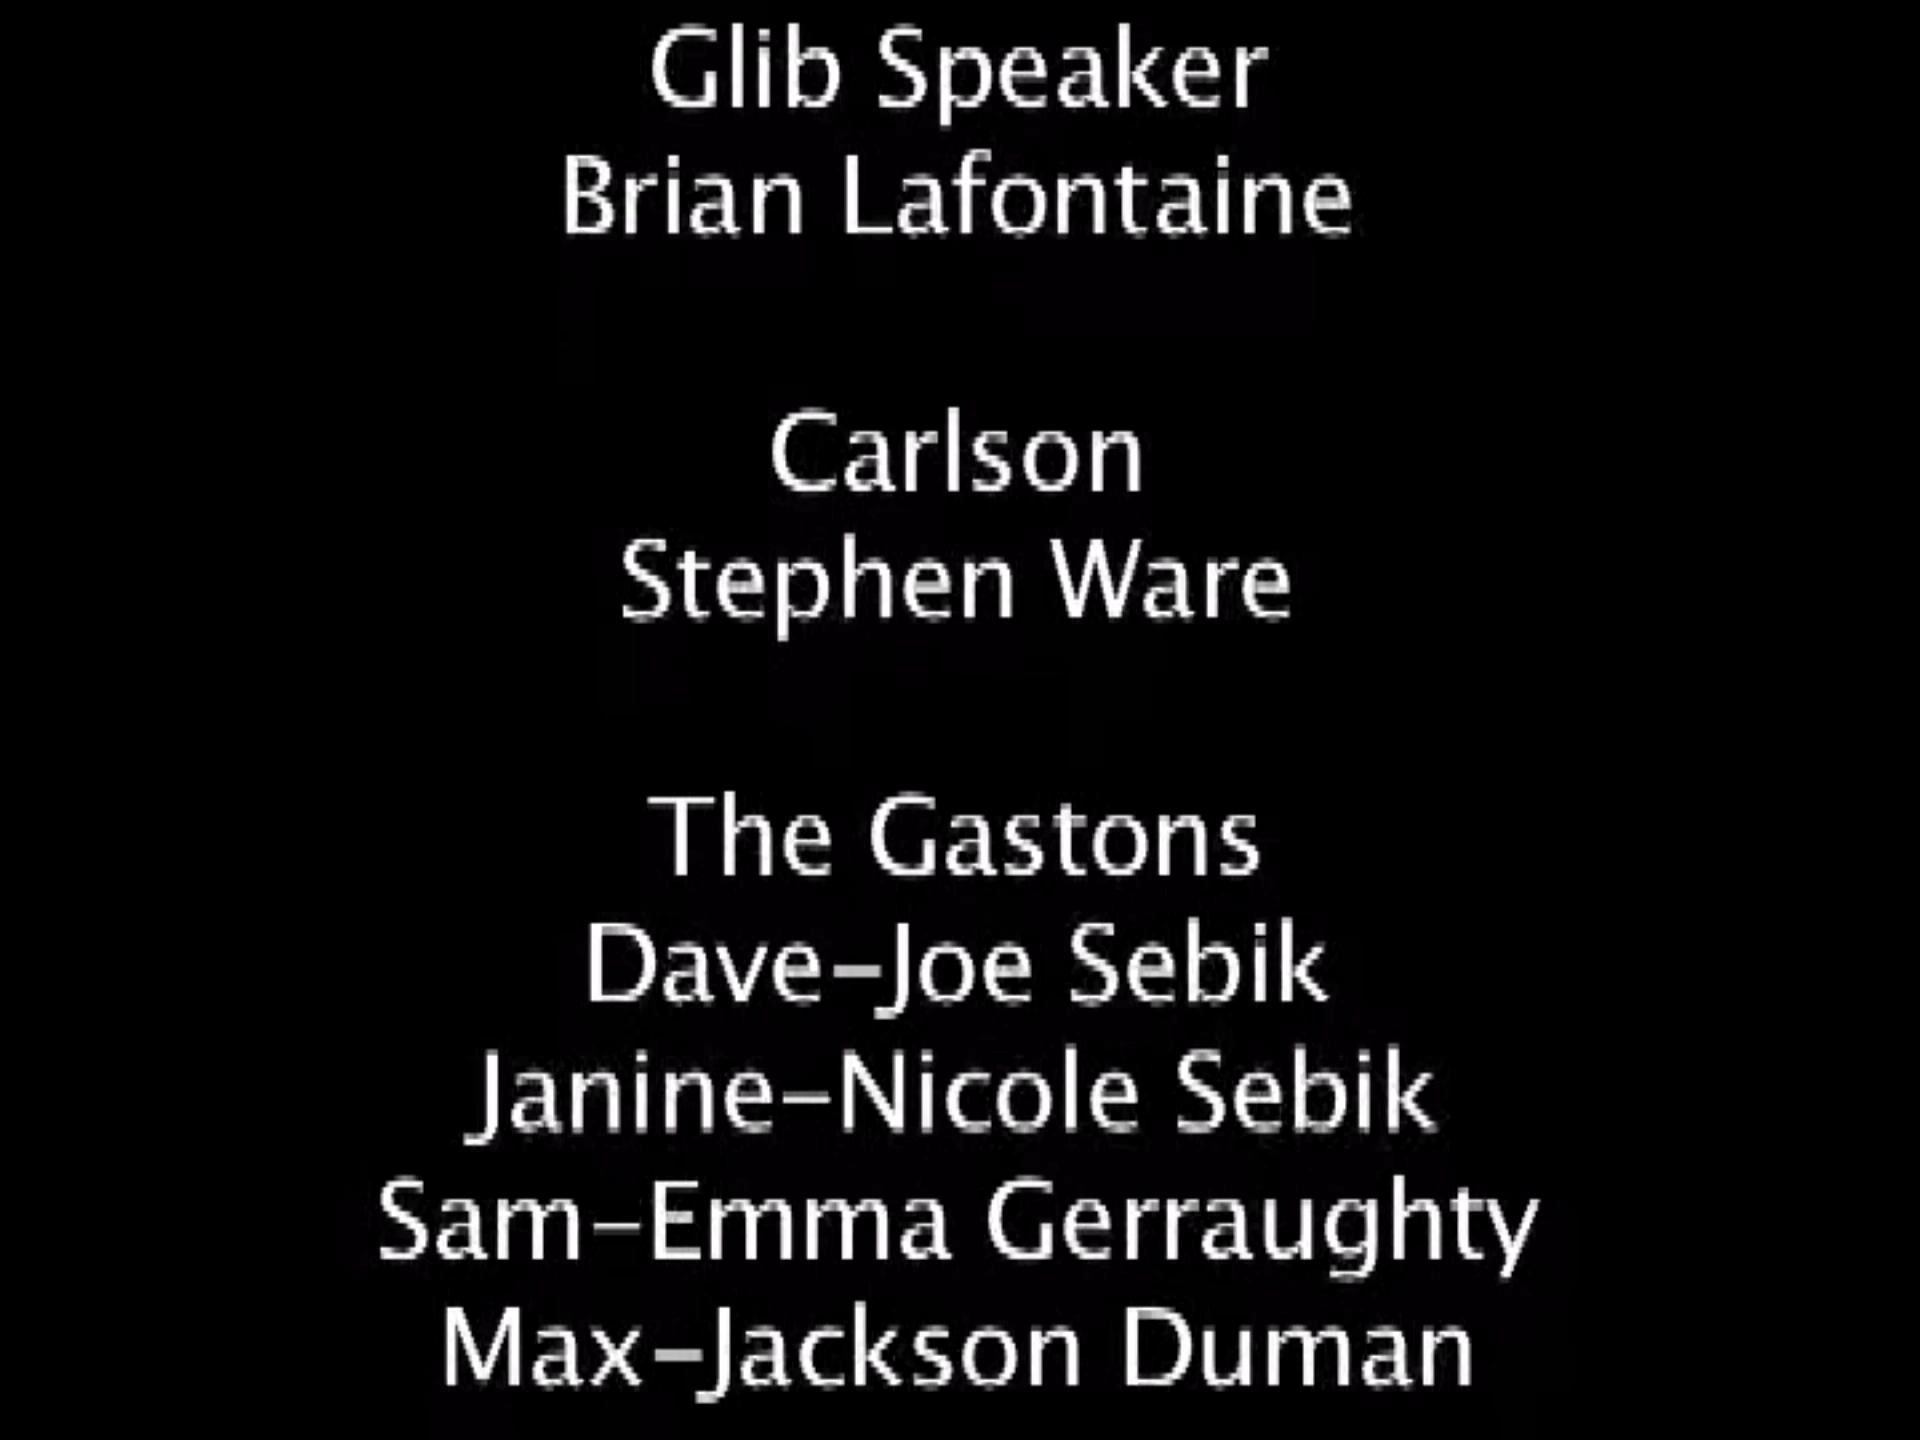 Glib Speaker
Brian Lafontaine
Carlson
Stephen Ware
The Gastons
Dave-Joe Sebik
Janine-Nicole Sebik
Sam-Emma Gerraughty
Max-Jackson Duman